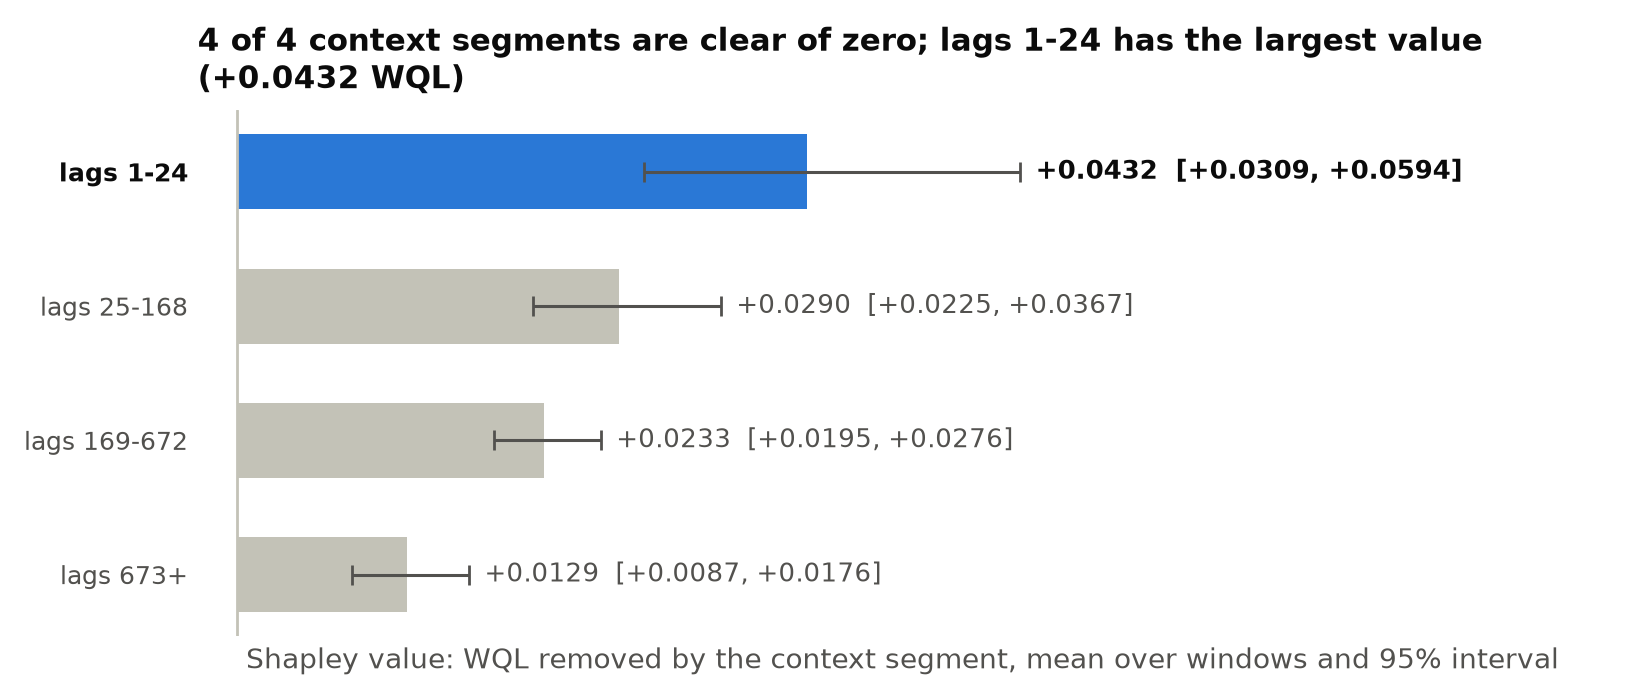 4 of 4 context segments are clear of zero; lags 1-24 has the largest value
(+0.0432 WQL)
lags 1-24
+0.0432  [+0.0309, +0.0594]
lags 25-168
+0.0290  [+0.0225, +0.0367]
lags 169-672
+0.0233  [+0.0195, +0.0276]
lags 673+
+0.0129  [+0.0087, +0.0176]
Shapley value: WQL removed by the context segment, mean over windows and 95% interval